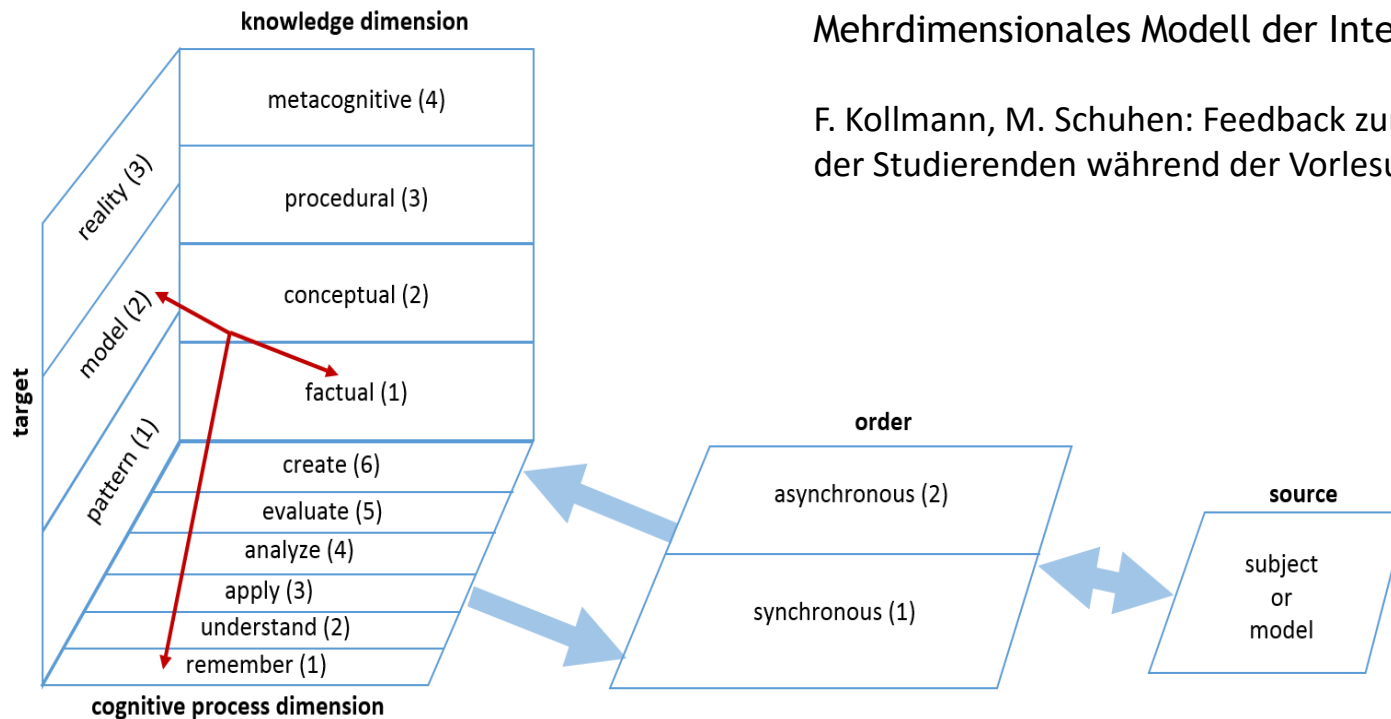 knowledge dimension
Mehrdimensionales Modell der Inte
F. Kollmann, M. Schuhen: Feedback zur
der Studierenden während der Vorlesu
metacognitive (4)
procedural (3)
conceptual (2)
factual (1)
reality (3)
model (2)
pattern (1)
target
create (6)
evaluate (5)
analyze (4)
apply (3)
understand (2)
remember (1)
cognitive process dimension
order
asynchronous (2)
synchronous (1)
source
subject
or
model